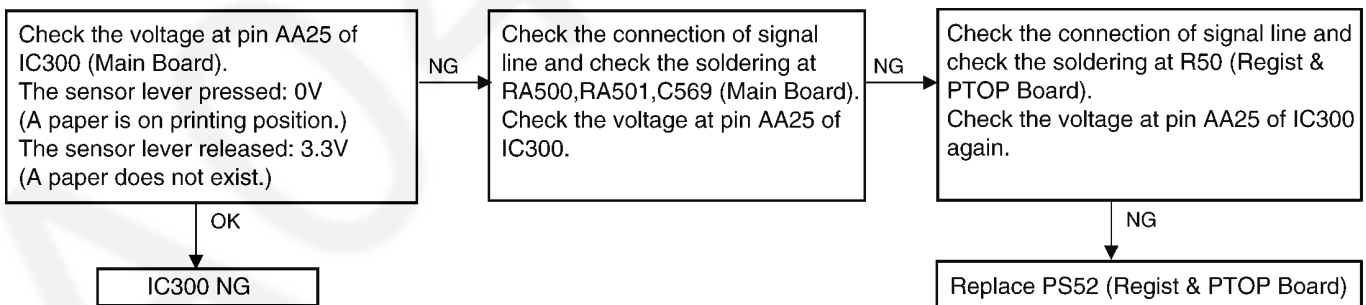 Check the voltage at pin AA25 of
IC300 (Main Board).
The sensor lever pressed: 0V
(A paper is on printing position.)
The sensor lever released: 3.3V
(A paper does not exist.)
NG
Check the connection of signal
line and check the soldering at
RA500,RA501,C569 (Main Board).
Check the voltage at pin AA25 of
IC300.
NG
Check the connection of signal line and
check the soldering at R50 (Regist &
PTOP Board).
Check the voltage at pin AA25 of IC300
again.
OK
NG
IC300 NG
Replace PS52 (Regist & PTOP Board)